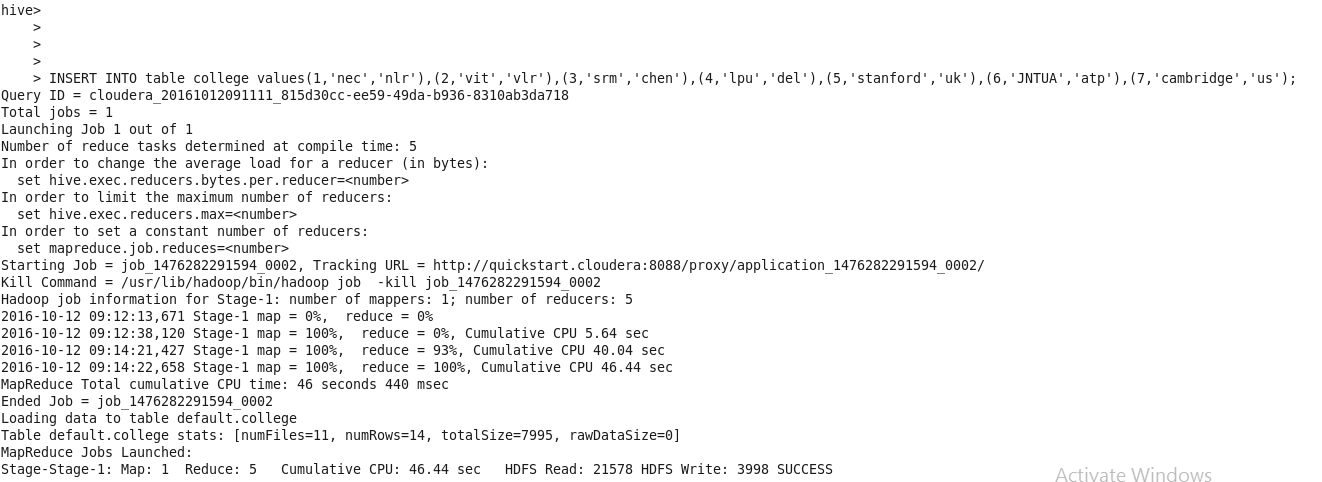 hive>
>
>
>
> INSERT INTO table college values(1,'nec','nlr'),(2,'vit','vlr'),(3,'srm','chen'),(4,'lpu','del'),(5,'stanford','uk'),(6,'JNTUA','atp'),(7,'cambridge','us');
Query ID = cloudera_20161012091111_815d30cc-ee59-49da-b936-8310ab3da718
Total jobs = 1
Launching Job 1 out of 1
Number of reduce tasks determined at compile time: 5
In order to change the average load for a reducer (in bytes):
  set hive.exec.reducers.bytes.per.reducer=<number>
In order to limit the maximum number of reducers:
  set hive.exec.reducers.max=<number>
In order to set a constant number of reducers:
  set mapreduce.job.reduces=<number>
Starting Job = job_1476282291594_0002, Tracking URL = http://quickstart.cloudera:8088/proxy/application_1476282291594_0002/
Kill Command = /usr/lib/hadoop/bin/hadoop job  -kill job_1476282291594_0002
Hadoop job information for Stage-1: number of mappers: 1; number of reducers: 5
2016-10-12 09:12:13,671 Stage-1 map = 0%,  reduce = 0%
2016-10-12 09:12:38,120 Stage-1 map = 100%,  reduce = 0%, Cumulative CPU 5.64 sec
2016-10-12 09:14:21,427 Stage-1 map = 100%,  reduce = 93%, Cumulative CPU 40.04 sec
2016-10-12 09:14:22,658 Stage-1 map = 100%,  reduce = 100%, Cumulative CPU 46.44 sec
MapReduce Total cumulative CPU time: 46 seconds 440 msec
Ended Job = job_1476282291594_0002
Loading data to table default.college
Table default.college stats: [numFiles=11, numRows=14, totalSize=7995, rawDataSize=0]
MapReduce Jobs Launched:
Stage-Stage-1: Map: 1  Reduce: 5   Cumulative CPU: 46.44 sec   HDFS Read: 21578 HDFS Write: 3998 SUCCESS
Activate Windows